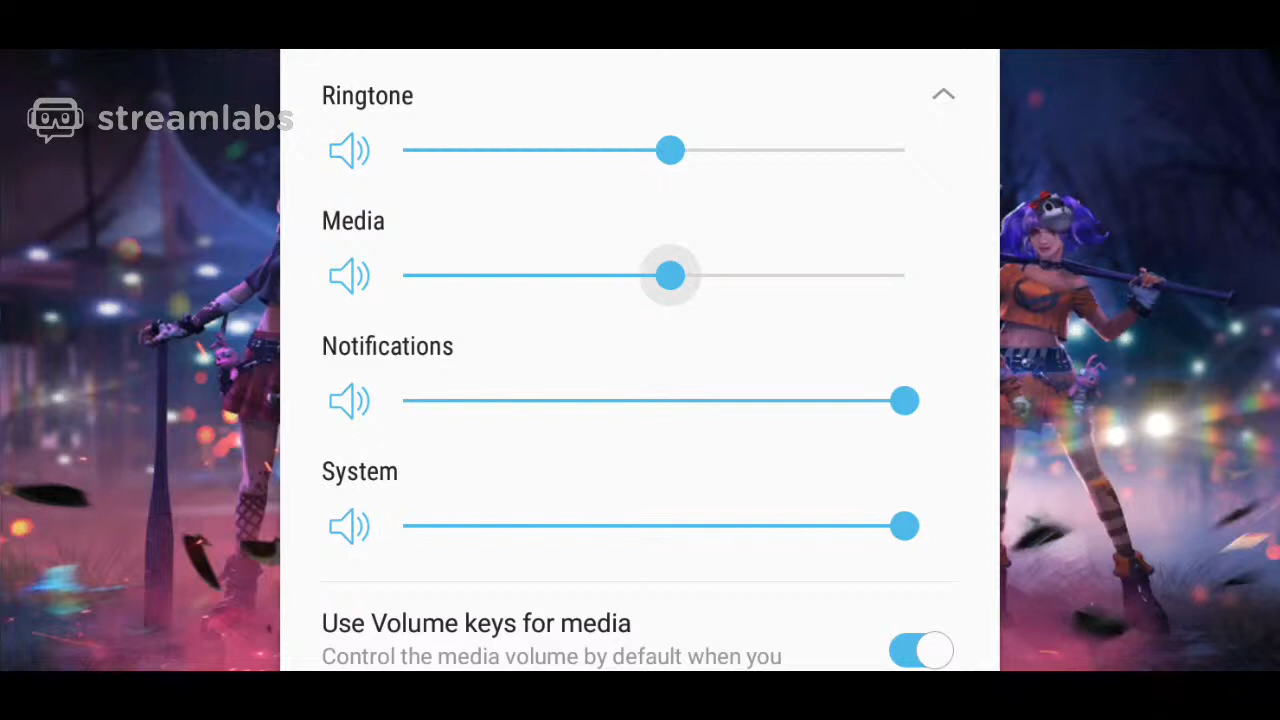 Ringtone
streamlabs
Media
Notifications
System
Use Volume keys for media
Control the media volume by default when you